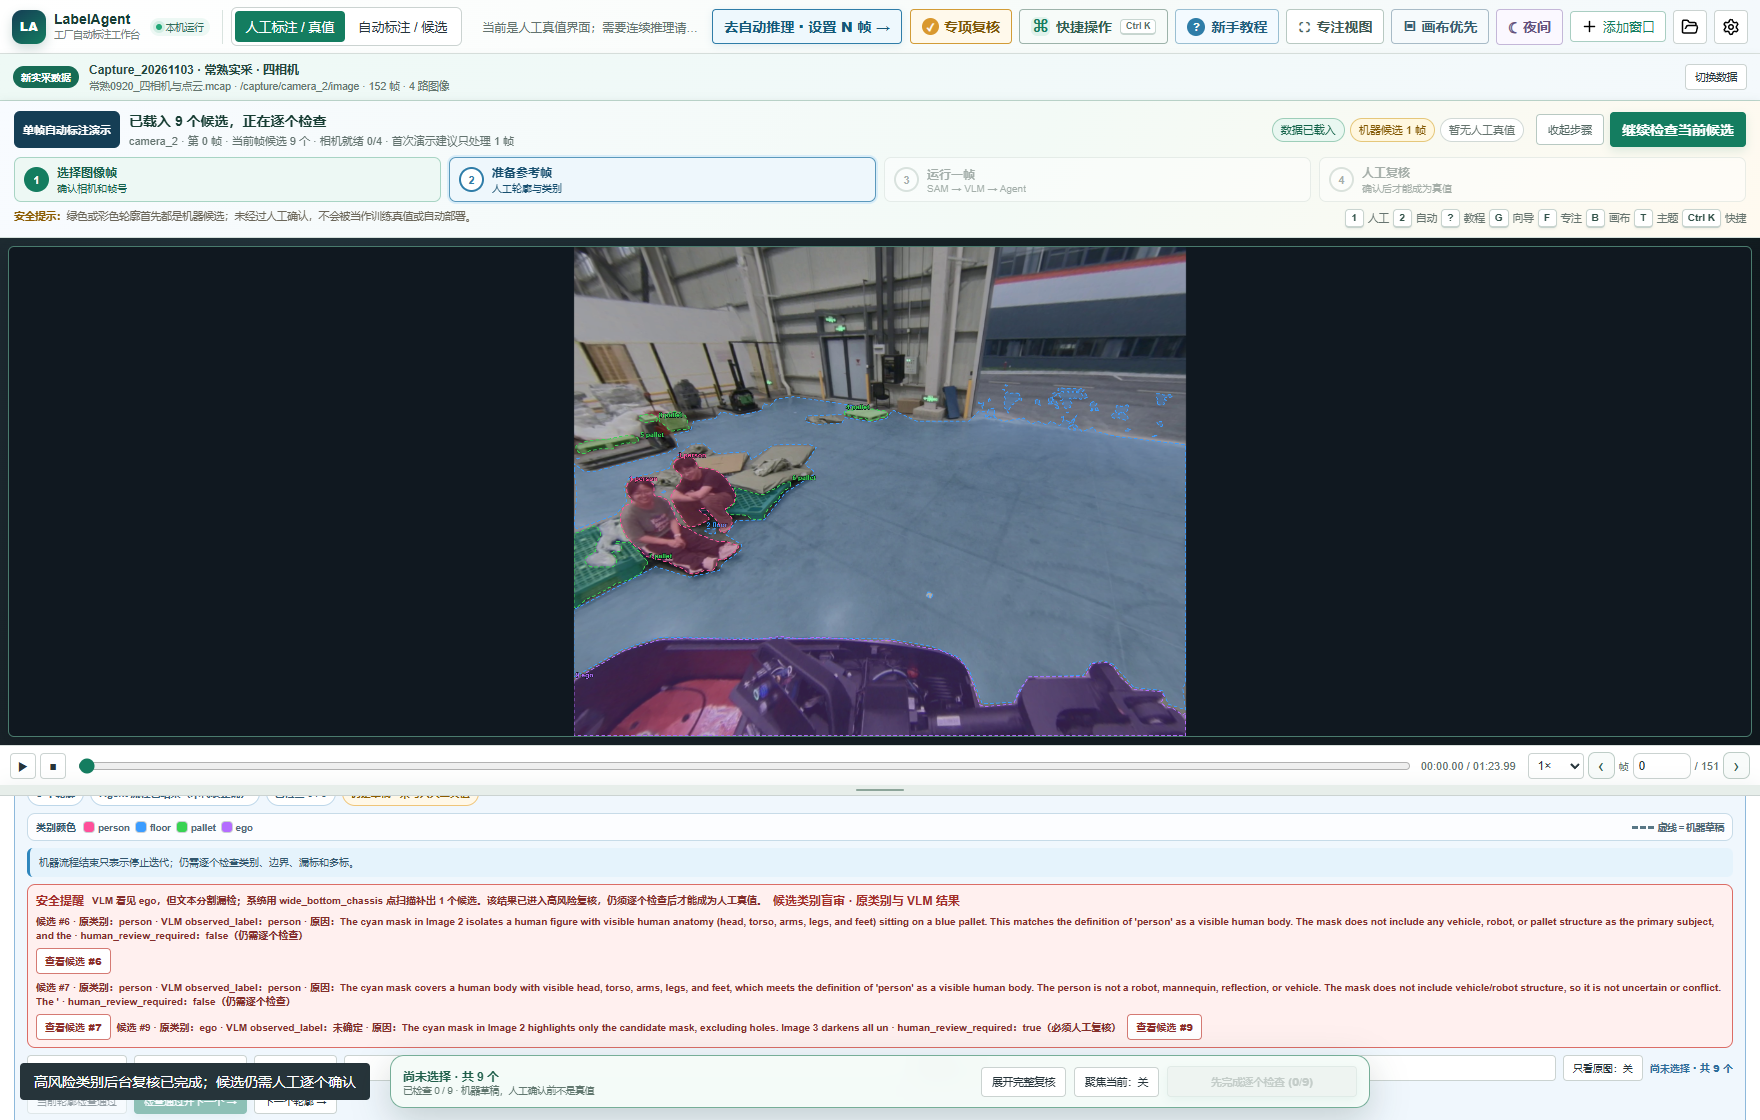 LA LabelAgent 工厂自动标注工作台 本机运行 人工标注 / 真值 自动标注 / 候选 当前是人工真值界面；需要连续推理请… 去自动推理 · 设置 N 帧 → 专项复核 快捷操作 Ctrl K ? 新手教程 专注视图 画布优先 夜间 添加窗口
新实采数据 Capture_20261103 · 常熟实采 · 四相机
常熟0920_四相机与点云.mcap · /capture/camera_2/image · 152 帧 · 4 路图像
切换数据
单帧自动标注演示 已载入 9 个候选，正在逐个检查
camera_2 · 第 0 帧 · 当前帧候选 9 个 · 相机就绪 0/4 · 首次演示建议只处理 1 帧
数据已载入 机器候选 1 帧 暂无人工真值 收起步骤 继续检查当前候选
1 选择图像帧
确认相机和帧号
2 准备参考帧
人工轮廓与类别
3 运行一帧
SAM → VLM → Agent
4 人工复核
确认后才能成为真值
安全提示：绿色或彩色轮廓首先都是机器候选；未经过人工确认，不会被当作训练真值或自动部署。
1 人工 2 自动 ? 教程 G 向导 F 专注 B 画布 T 主题 Ctrl K 快捷
00:00.00 / 01:23.99 1× 帧 0 / 151
类别颜色 person floor pallet ego 虚线＝机器草稿
机器流程结束只表示停止迭代；仍需逐个检查类别、边界、漏标和多标。
安全提醒 VLM 看见 ego，但文本分割漏检；系统用 wide_bottom_chassis 点扫描补出 1 个候选。该结果已进入高风险复核，仍须逐个检查后才能成为人工真值。 候选类别盲审 · 原类别与 VLM 结果
候选 #6 · 原类别：person · VLM observed_label：person · 原因：The cyan mask in Image 2 isolates a human figure with visible human anatomy (head, torso, arms, legs, and feet) sitting on a blue pallet. This matches the definition of 'person' as a visible human body. The mask does not include any vehicle, robot, or pallet structure as the primary subject,
and the · human_review_required：false（仍需逐个检查）
查看候选 #6
候选 #7 · 原类别：person · VLM observed_label：person · 原因：The cyan mask covers a human body with visible head, torso, arms, legs, and feet, which meets the definition of 'person' as a visible human body. The person is not a robot, mannequin, reflection, or vehicle. The mask does not include vehicle/robot structure, so it is not uncertain or conflict.
The ' · human_review_required：false（仍需逐个检查）
查看候选 #7 候选 #9 · 原类别：ego · VLM observed_label：未确定 · 原因：The cyan mask in Image 2 highlights only the candidate mask, excluding holes. Image 3 darkens all un · human_review_required：true（必须人工复核） 查看候选 #9
高风险类别后台复核已完成；候选仍需人工逐个确认
尚未选择 · 共 9 个
已检查 0 / 9 · 机器草稿，人工确认前不是真值
展开完整复核 聚焦当前：关 先完成逐个检查 (0/9)
只看原图：关 尚未选择 · 共 9 个
下一个轮廓 →